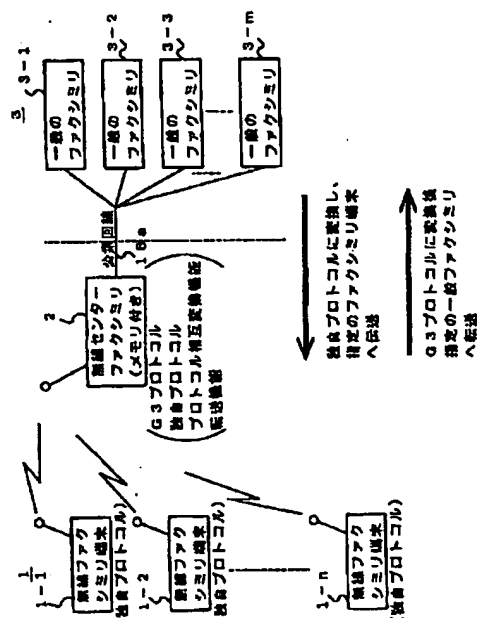 3
3-1
一般の
ファクシミリ
3-2
一般の
ファクシミリ
3-3
一般の
ファクシミリ
3-m
一般の
ファクシミリ
公衆回線
18a
2
無線センター
ファクシミリ
(メモリ付き)
G3プロトコル
独自プロトコル
プロトコル相互変換機能
転送機能
独自プロトコルに変換し、
指定のファクシミリ端末
へ伝送
G3プロトコルに変換後
指定の一般ファクシミリ
へ転送
1
1-1
無線ファク
シミリ端末
独自プロトコル)
1-2
無線ファク
シミリ端末
独自プロトコル)
1-n
無線ファク
シミリ端末
(独自プロトコル)